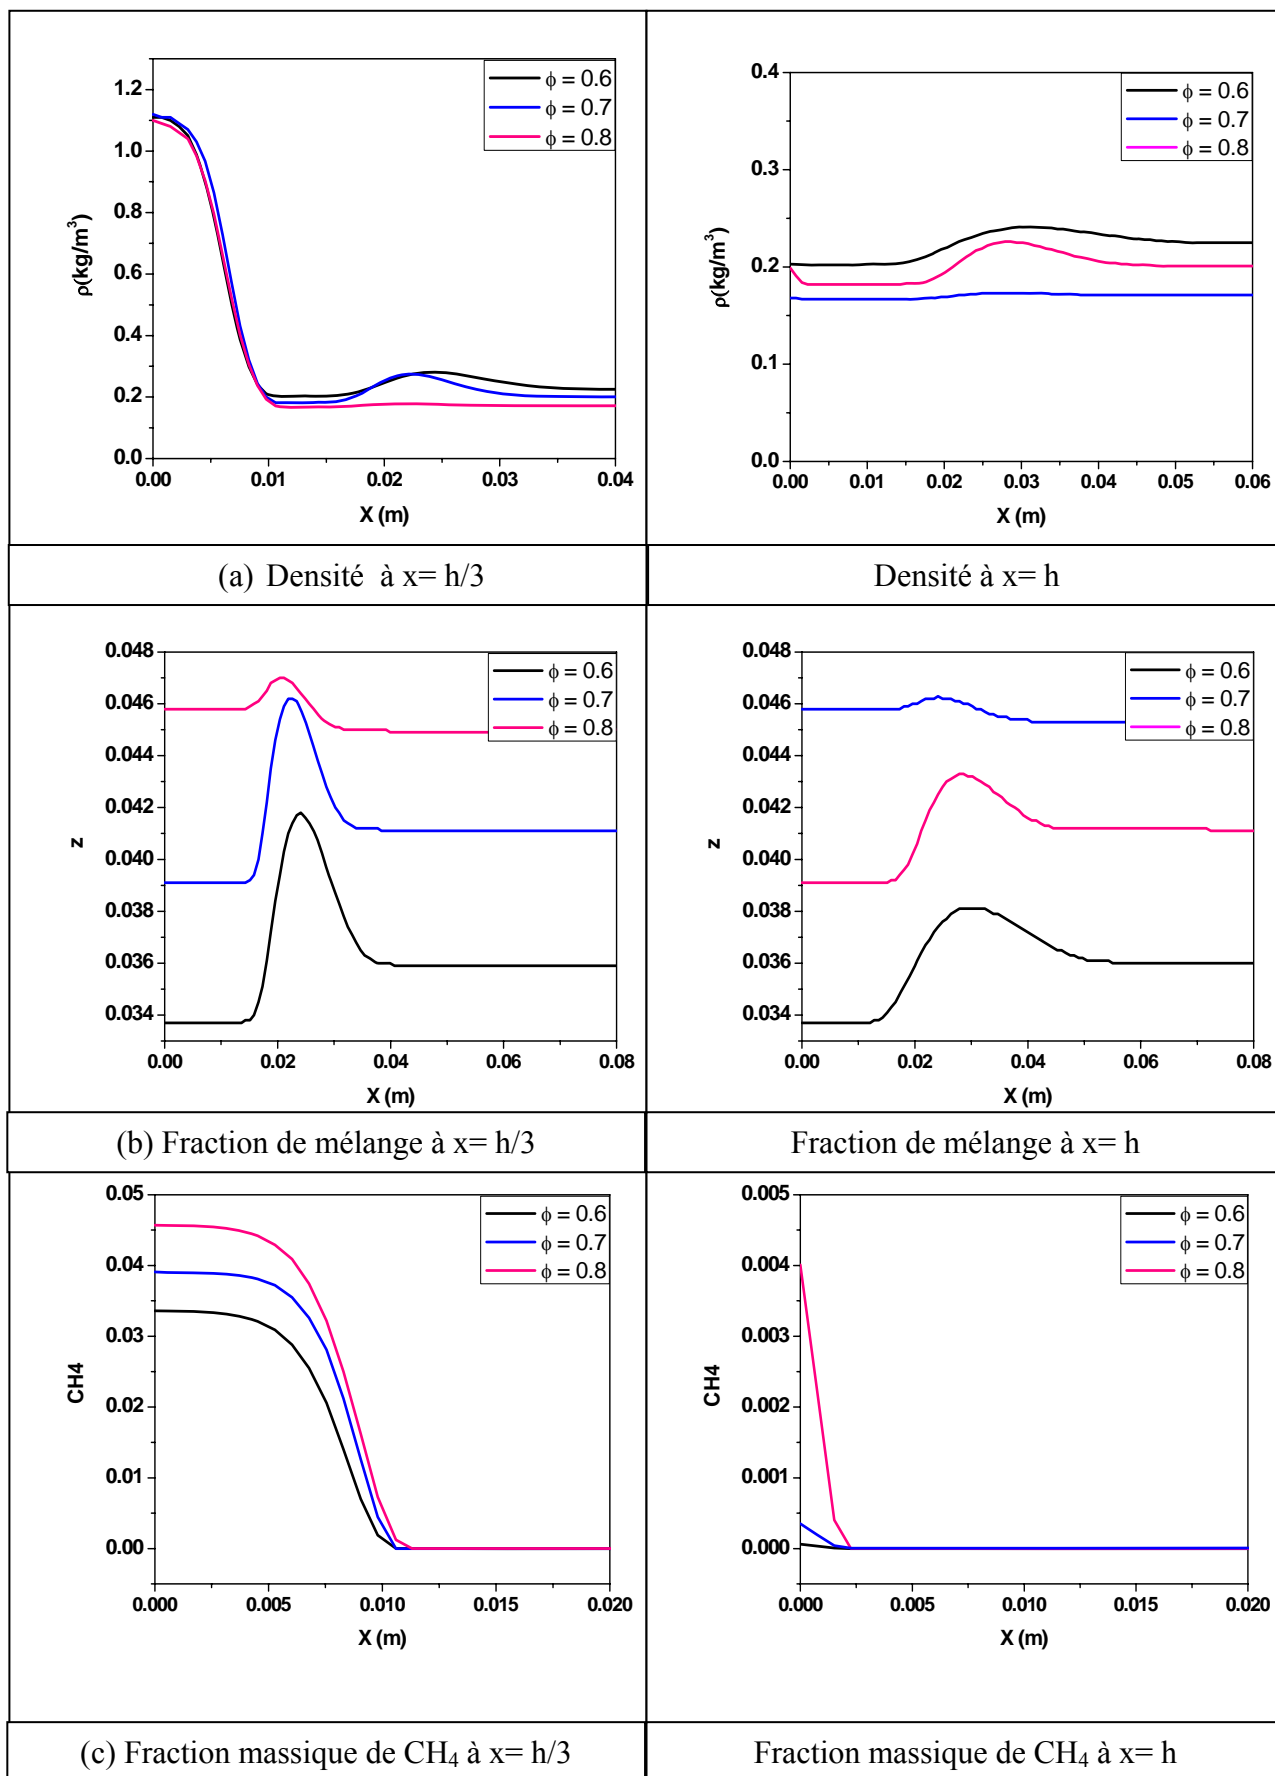 1.2
1.0
0.8
0.6
0.4
0.2
0.0
ρ(kg/m³)
ϕ = 0.6
ϕ = 0.7
ϕ = 0.8
0.00 0.01 0.02 0.03 0.04
X (m)
0.4
0.3
0.2
0.1
0.0
ρ(kg/m³)
ϕ = 0.6
ϕ = 0.7
ϕ = 0.8
0.00 0.01 0.02 0.03 0.04 0.05 0.06
X (m)
(a) Densité à x= h/3
Densité à x= h
0.048
0.046
0.044
0.042
0.040
0.038
0.036
0.034
z
ϕ = 0.6
ϕ = 0.7
ϕ = 0.8
0.00 0.02 0.04 0.06 0.08
X (m)
0.048
0.046
0.044
0.042
0.040
0.038
0.036
0.034
z
ϕ = 0.6
ϕ = 0.7
ϕ = 0.8
0.00 0.02 0.04 0.06 0.08
X (m)
(b) Fraction de mélange à x= h/3
Fraction de mélange à x= h
0.05
0.04
0.03
0.02
0.01
0.00
CH4
ϕ = 0.6
ϕ = 0.7
ϕ = 0.8
0.000 0.005 0.010 0.015 0.020
X (m)
0.005
0.004
0.003
0.002
0.001
0.000
CH4
ϕ = 0.6
ϕ = 0.7
ϕ = 0.8
0.000 0.005 0.010 0.015 0.020
X (m)
(c) Fraction massique de CH₄ à x= h/3
Fraction massique de CH₄ à x= h